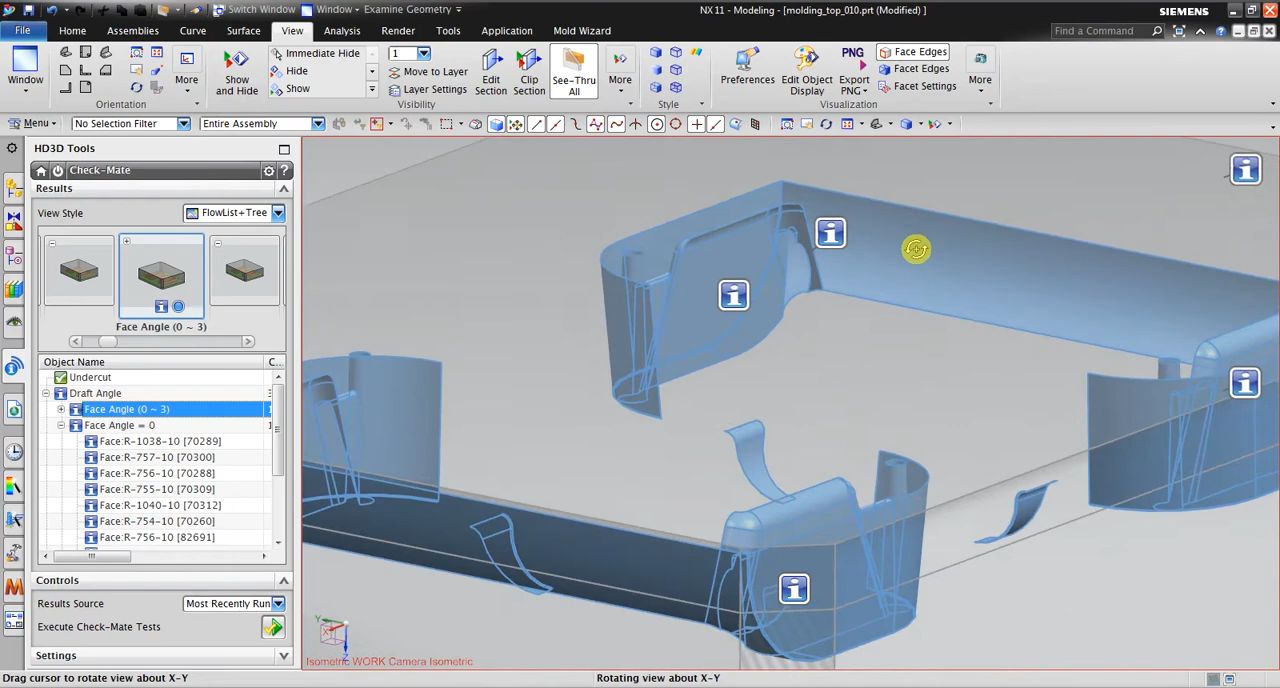 Switch Window Window Examine Geometry NX 11 - Modeling - [molding_top_010.prt (Modified) ] SIEMENS
File Home Assemblies Curve Surface View Analysis Render Tools Application Mold Wizard Find a Command
Window More Orientation
Show and Hide
Immediate Hide
Hide
Show
1
Move to Layer
Layer Settings
Visibility
Edit Section
Clip Section
See-Thru All
More
Style
Preferences
Edit Object Display
PNG
Export PNG
Face Edges
Facet Edges
Facet Settings
Visualization
More
Menu No Selection Filter Entire Assembly
HD3D Tools
Check-Mate
Results
View Style FlowList+Tree
Face Angle (0 ~ 3)
Object Name C...
Undercut
Draft Angle
Face Angle (0 ~ 3) 1
Face Angle = 0 1
Face:R-1038-10 [70289]
Face:R-757-10 [70300]
Face:R-756-10 [70288]
Face:R-755-10 [70309]
Face:R-1040-10 [70312]
Face:R-754-10 [70260]
Face:R-756-10 [82691]
Controls
Results Source Most Recently Run
Execute Check-Mate Tests
Settings
Y
X
Z
Isometric WORK Camera Isometric
Drag cursor to rotate view about X-Y Rotating view about X-Y